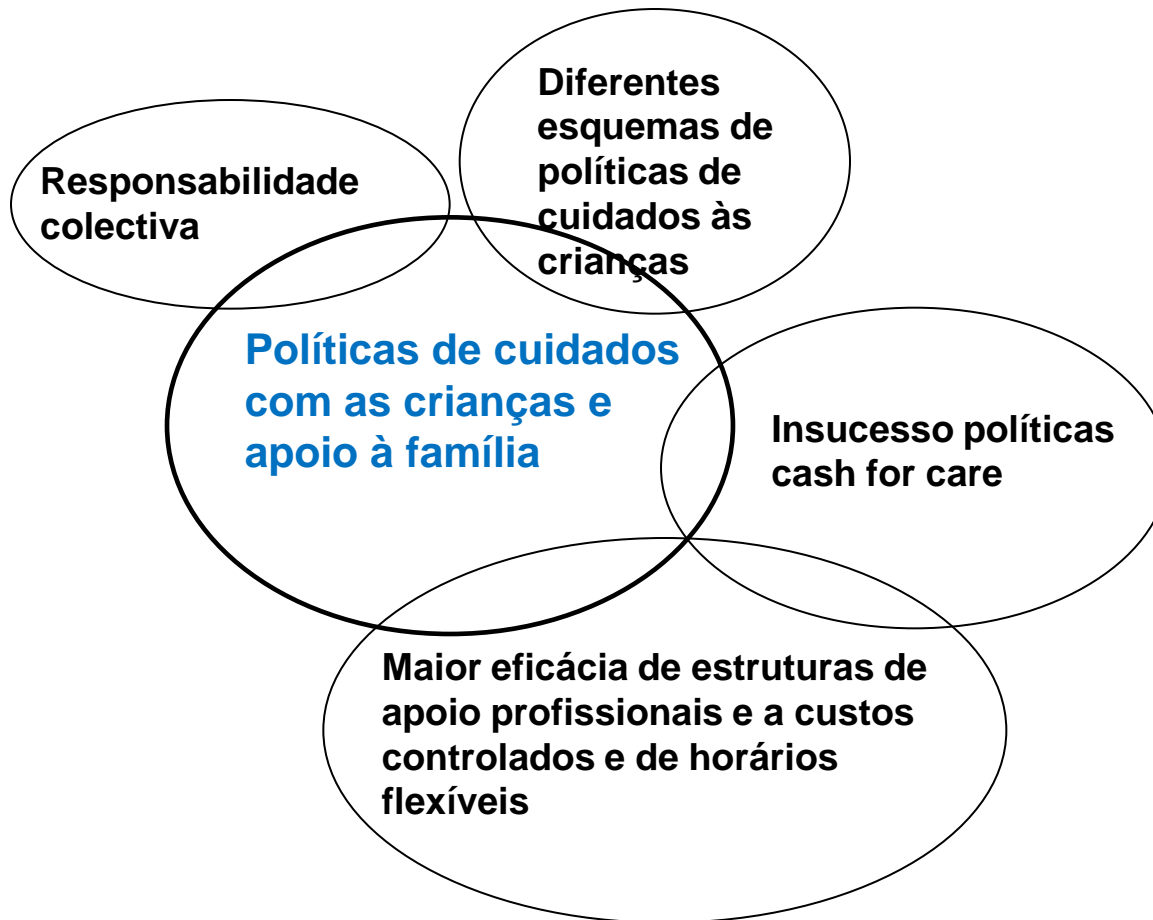 Diferentes
esquemas de
políticas de
cuidados às
crianças
Responsabilidade
colectiva
Políticas de cuidados
com as crianças e
apoio à família
Insucesso políticas
cash for care
Maior eficácia de estruturas de
apoio profissionais e a custos
controlados e de horários
flexíveis